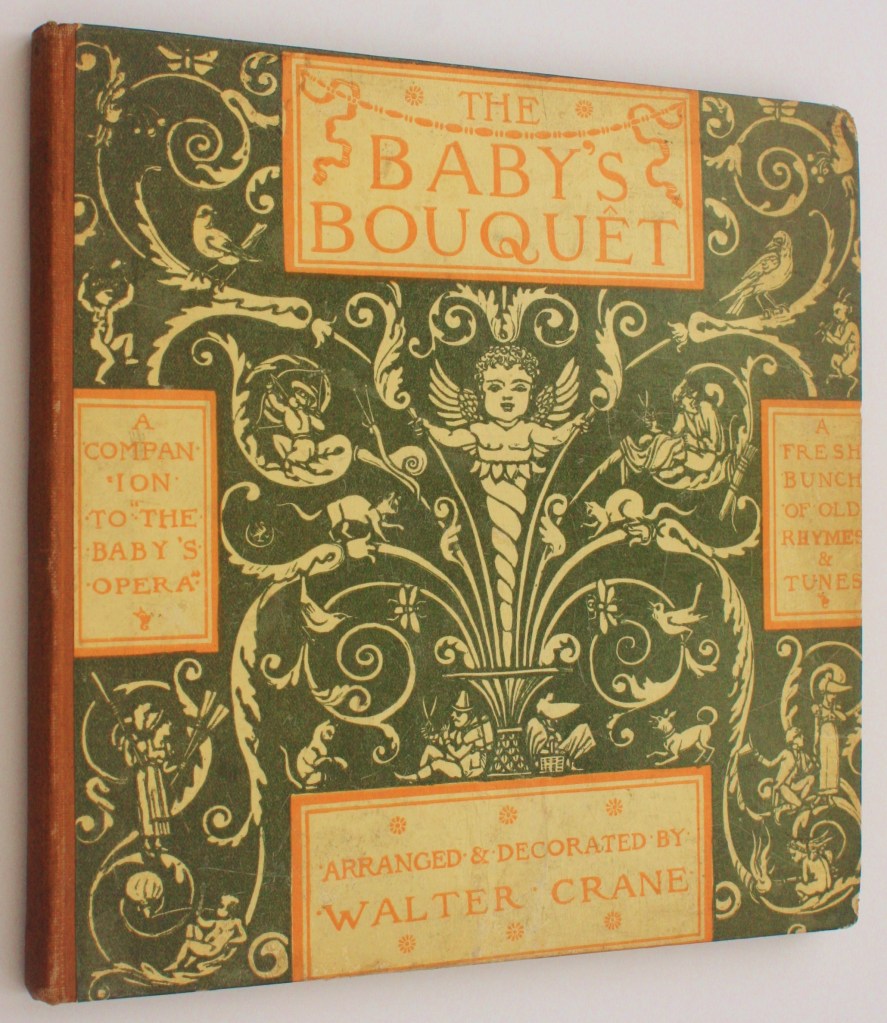 THE
BABY'S
BOUQUÊT
A
COMPAN
·ION
TO·"THE
BABY'S
OPERA"
A
FRESH
BUNCH
OF OLD
RHYMES
&
TUNES
·ARRANGED·&·DECORATED·BY·
·WALTER CRANE·